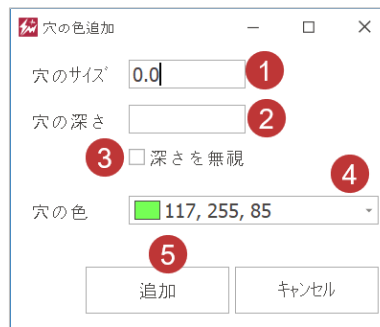 穴の色追加
穴のサイズ 0.0 1
穴の深さ 2
3 深さを無視
4
穴の色 117, 255, 85
5
追加 キャンセル